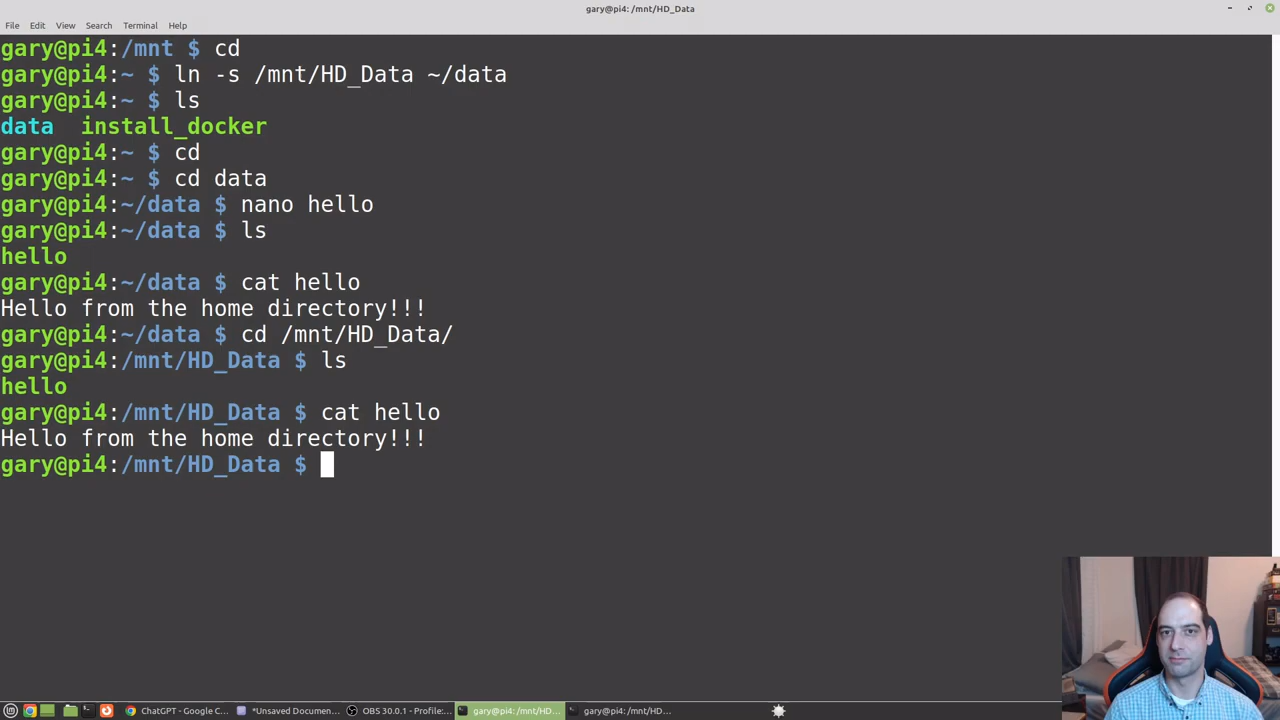 gary@pi4: /mnt/HD_Data
File Edit View Search Terminal Help
gary@pi4:/mnt $ cd
gary@pi4:~ $ ln -s /mnt/HD_Data ~/data
gary@pi4:~ $ ls
data  install_docker
gary@pi4:~ $ cd
gary@pi4:~ $ cd data
gary@pi4:~/data $ nano hello
gary@pi4:~/data $ ls
hello
gary@pi4:~/data $ cat hello
Hello from the home directory!!!
gary@pi4:~/data $ cd /mnt/HD_Data/
gary@pi4:/mnt/HD_Data $ ls
hello
gary@pi4:/mnt/HD_Data $ cat hello
Hello from the home directory!!!
gary@pi4:/mnt/HD_Data $
ChatGPT - Google C... *Unsaved Documen... OBS 30.0.1 - Profile:... gary@pi4: /mnt/HD... gary@pi4: /mnt/HD...